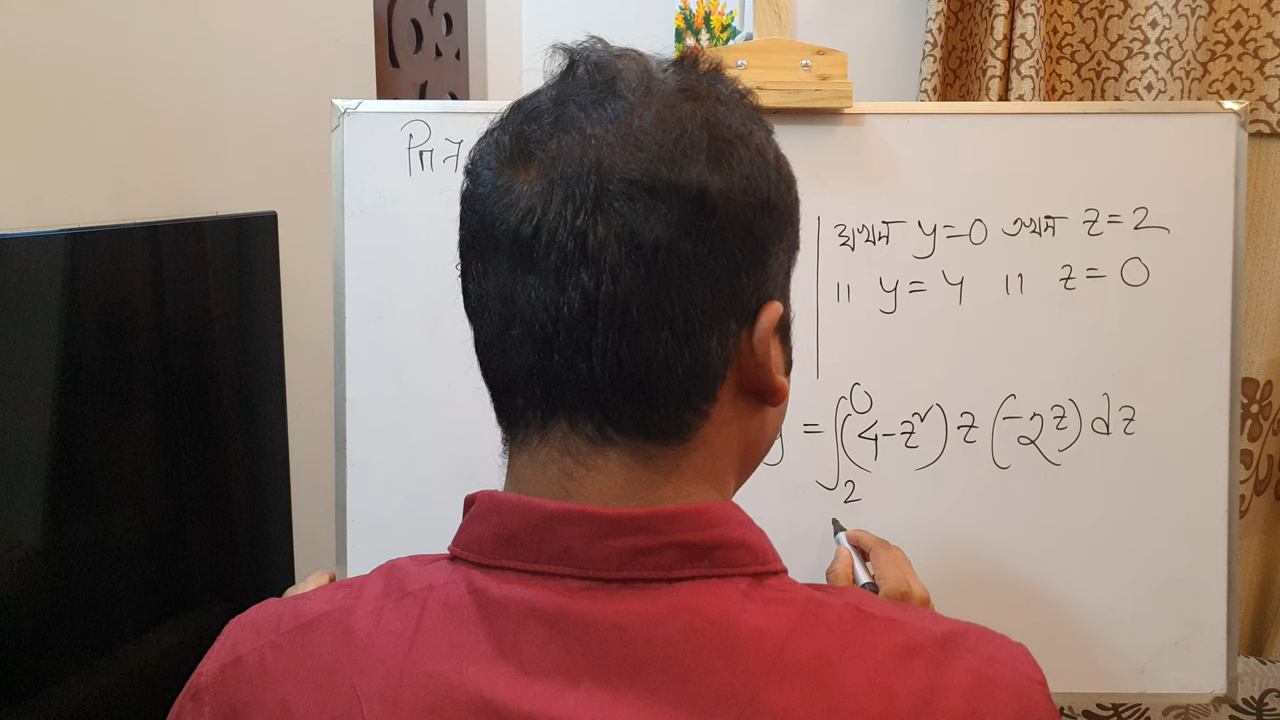 যখন y=0 তখন z=2
॥ y=4 ॥ z=0
= ∫₂⁰ (4-z²) z (-2z) dz